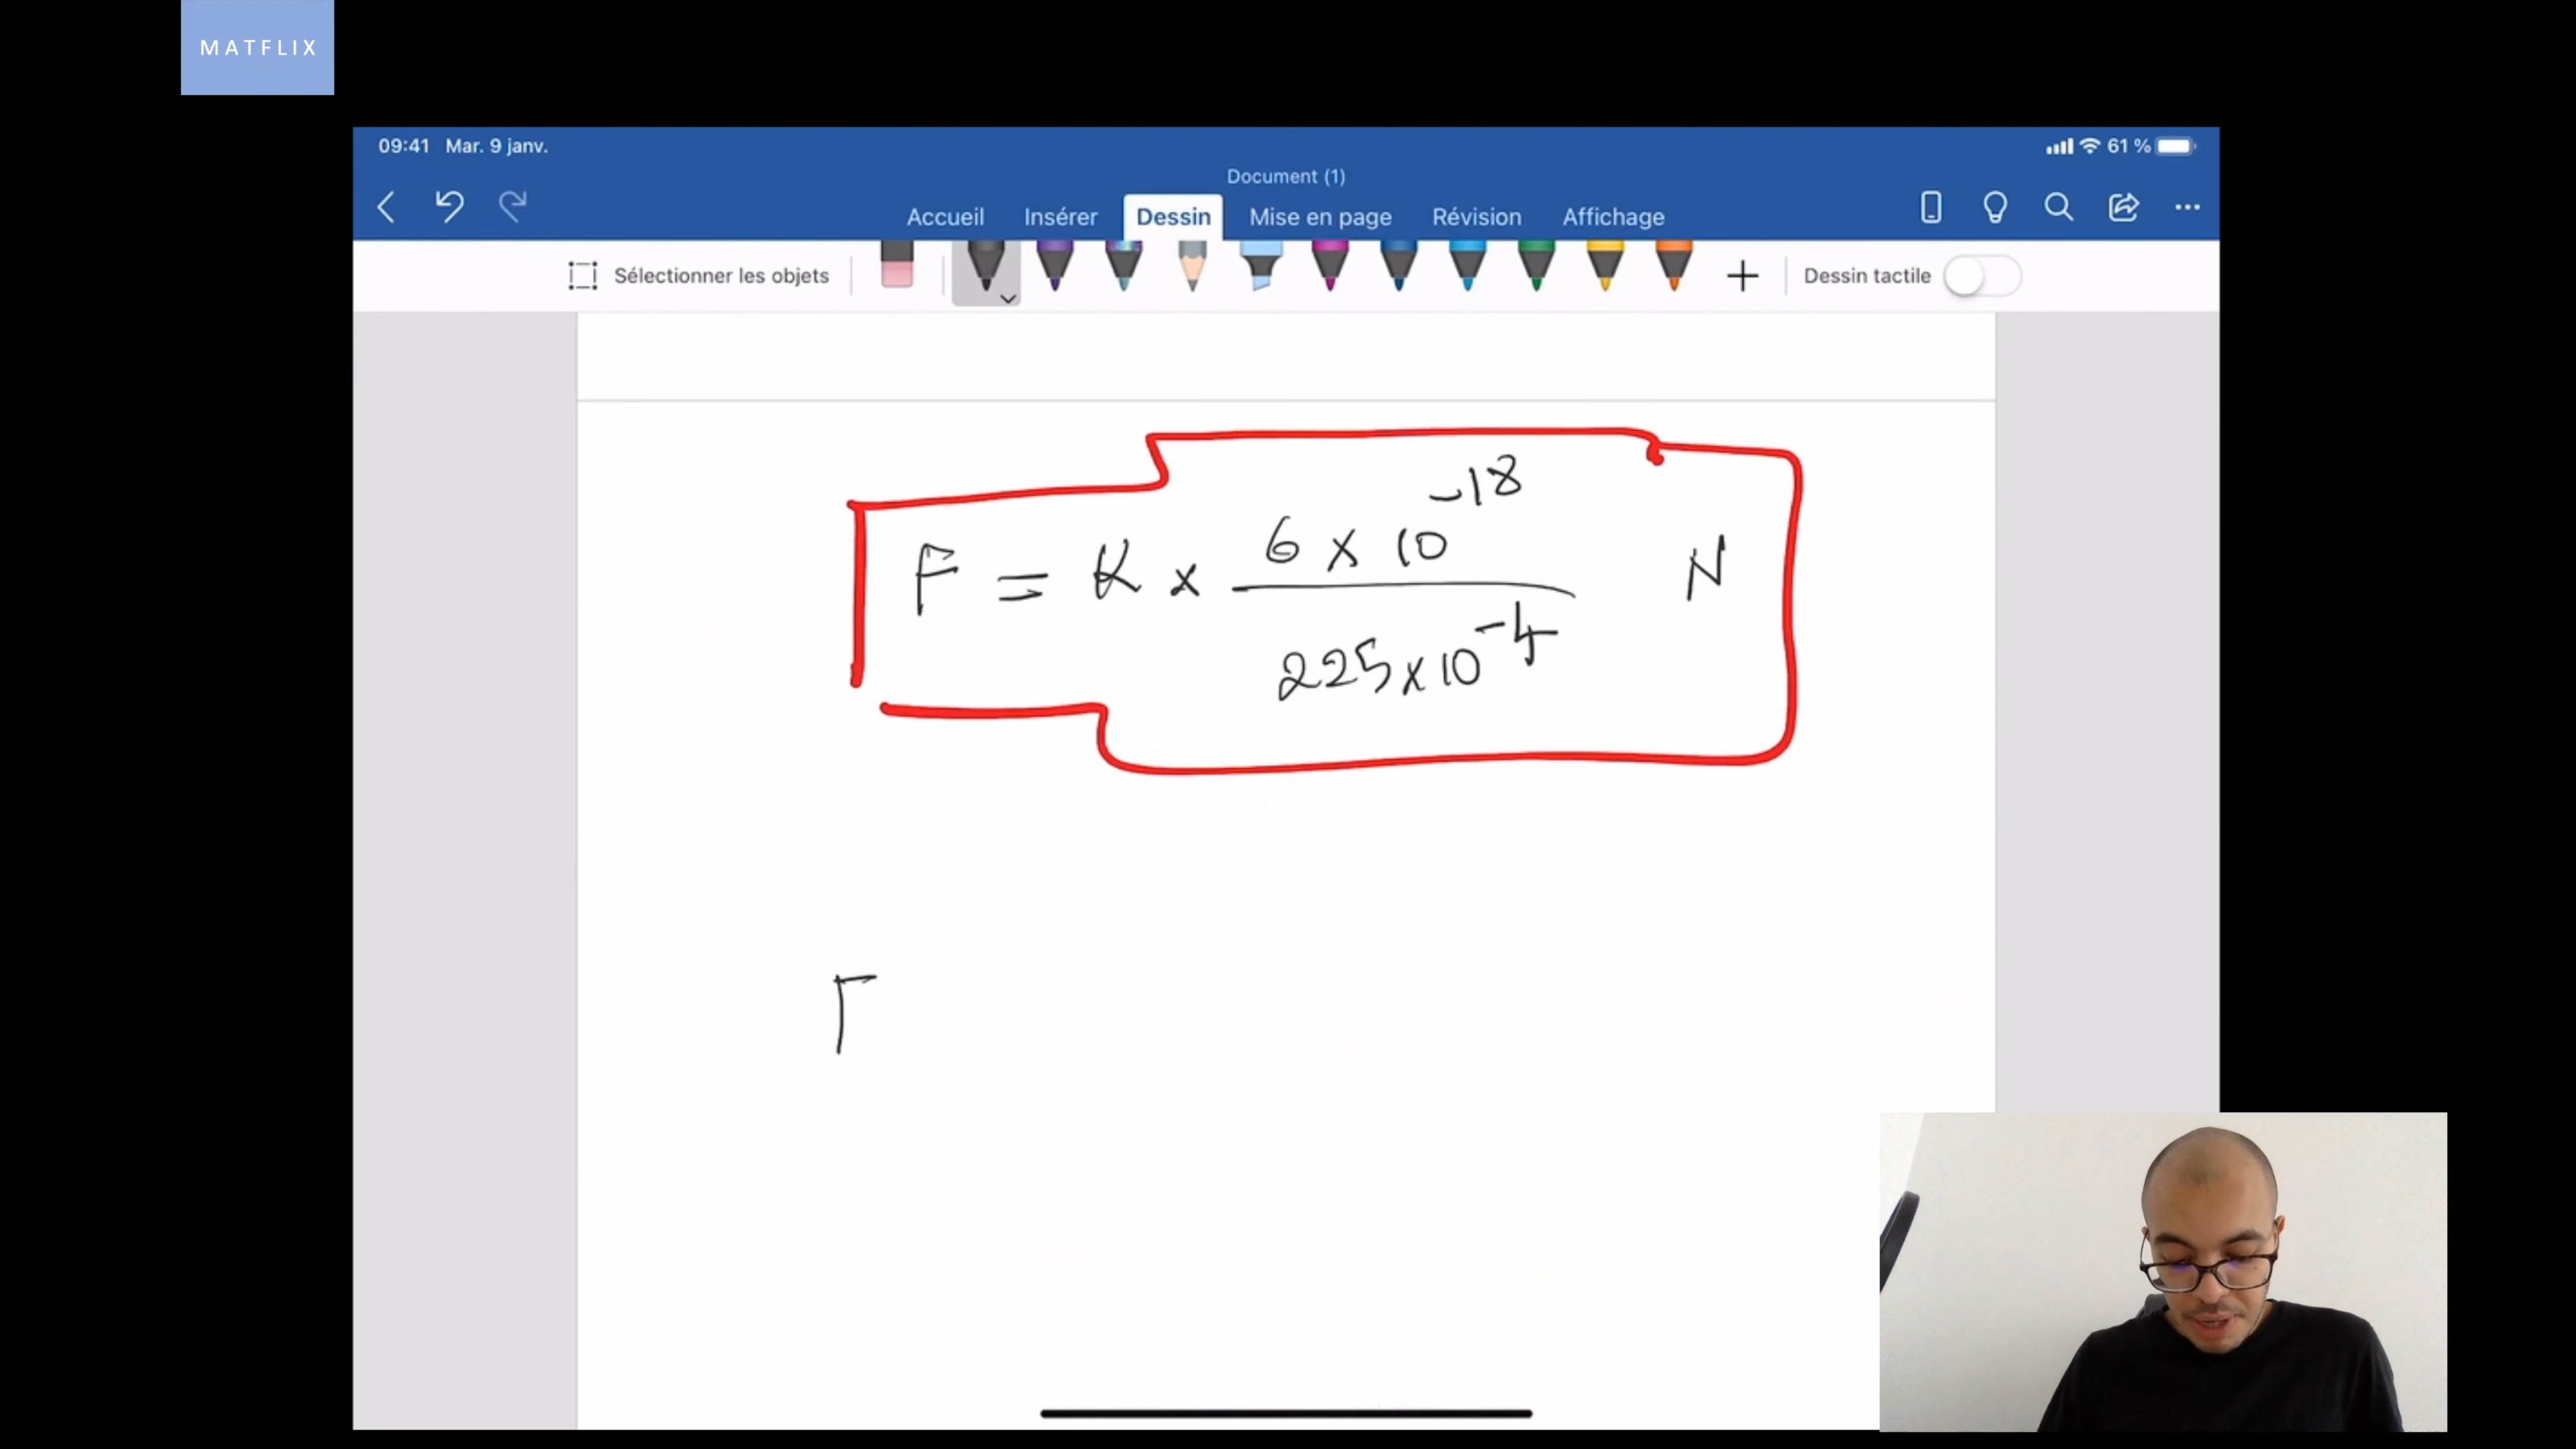 MATFLIX
09:41 Mar. 9 janv.
61 %
Document (1)
Accueil Insérer Dessin Mise en page Révision Affichage
Sélectionner les objets
Dessin tactile
F = K × \frac{6 × 10^{-18}}{225 × 10^{-4}} N
Γ